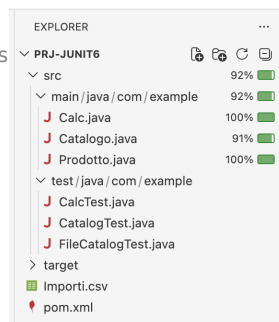 EXPLORER ...
s
PRJ-JUNIT6
src 92%
main/java/com/example 92%
J Calc.java 100%
J Catalogo.java 91%
J Prodotto.java 100%
test/java/com/example
J CalcTest.java
J CatalogTest.java
J FileCatalogTest.java
target
Importi.csv
pom.xml